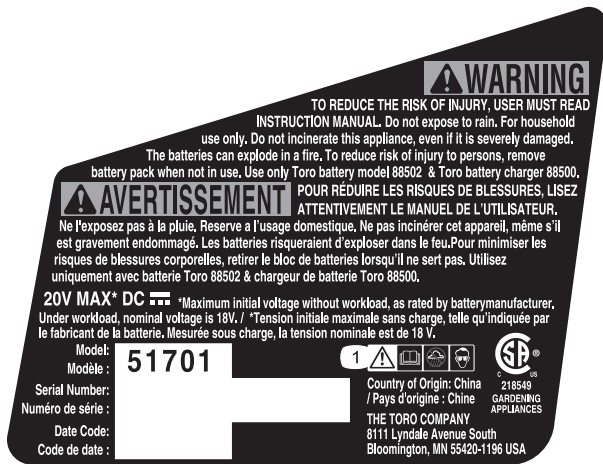 WARNING
TO REDUCE THE RISK OF INJURY, USER MUST READ
INSTRUCTION MANUAL. Do not expose to rain. For household
use only. Do not incinerate this appliance, even if it is severely damaged.
The batteries can explode in a fire. To reduce risk of injury to persons, remove
battery pack when not in use. Use only Toro battery model 88502 & Toro battery charger 88500.
AVERTISSEMENT POUR RÉDUIRE LES RISQUES DE BLESSURES, LISEZ
ATTENTIVEMENT LE MANUEL DE L'UTILISATEUR.
Ne l'exposez pas à la pluie. Reserve a l'usage domestique, Ne pas incinérer cet appareil, même s'il
est gravement endommagé. Les batteries risqueraient d'exploser dans le feu.Pour minimiser les
risques de blessures corporelles, retirer le bloc de batteries lorsqu'il ne sert pas. Utilisez
uniquement avec batterie Toro 88502 & chargeur de batterie Toro 88500.
20V MAX* DC *Maximum initial voltage without workload, as rated by batterymanufacturer.
Under workload, nominal voltage is 18V. / *Tension initiale maximale sans charge, telle qu'indiquée par
le fabricant de la batterie. Mesurée sous charge, la tension nominale est de 18 V.
Model:
Modèle :
51701
Serial Number:
Numéro de série :
Date Code:
Code de date :
1
Country of Origin: China
/ Pays d'origine : Chine
THE TORO COMPANY
8111 Lyndale Avenue South
Bloomington, MN 55420-1196 USA
SA ®
C US
218549
GARDENING
APPLIANCES